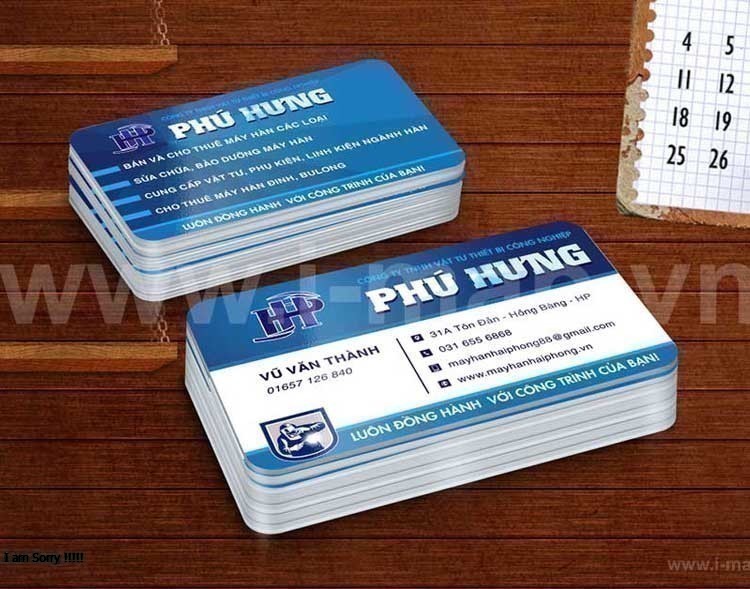 4 5
11 12
18 19
25 26
CÔNG TY TNHH VẬT TƯ THIẾT BỊ CÔNG NGHIỆP
HP
PHÚ HƯNG
BÁN VÀ CHO THUÊ MÁY HÀN CÁC LOẠI
SỬA CHỮA, BẢO DƯỠNG MÁY HÀN
CUNG CẤP VẬT TƯ, PHỤ KIỆN, LINH KIỆN NGÀNH HÀN
CHO THUÊ MÁY HÀN ĐINH, BULONG
LUÔN ĐỒNG HÀNH VỚI CÔNG TRÌNH CỦA BẠN!
CÔNG TY TNHH VẬT TƯ THIẾT BỊ CÔNG NGHIỆP
HP
PHÚ HƯNG
VŨ VĂN THÀNH
01657 126 840
31A Tôn Đản - Hồng Bàng - HP
031 655 6868
mayhanhaiphong88@gmail.com
www.mayhanhaiphong.vn
LUÔN ĐỒNG HÀNH VỚI CÔNG TRÌNH CỦA BẠN!
www.i-map.vn
I am Sorry !!!!!
www.i-ma